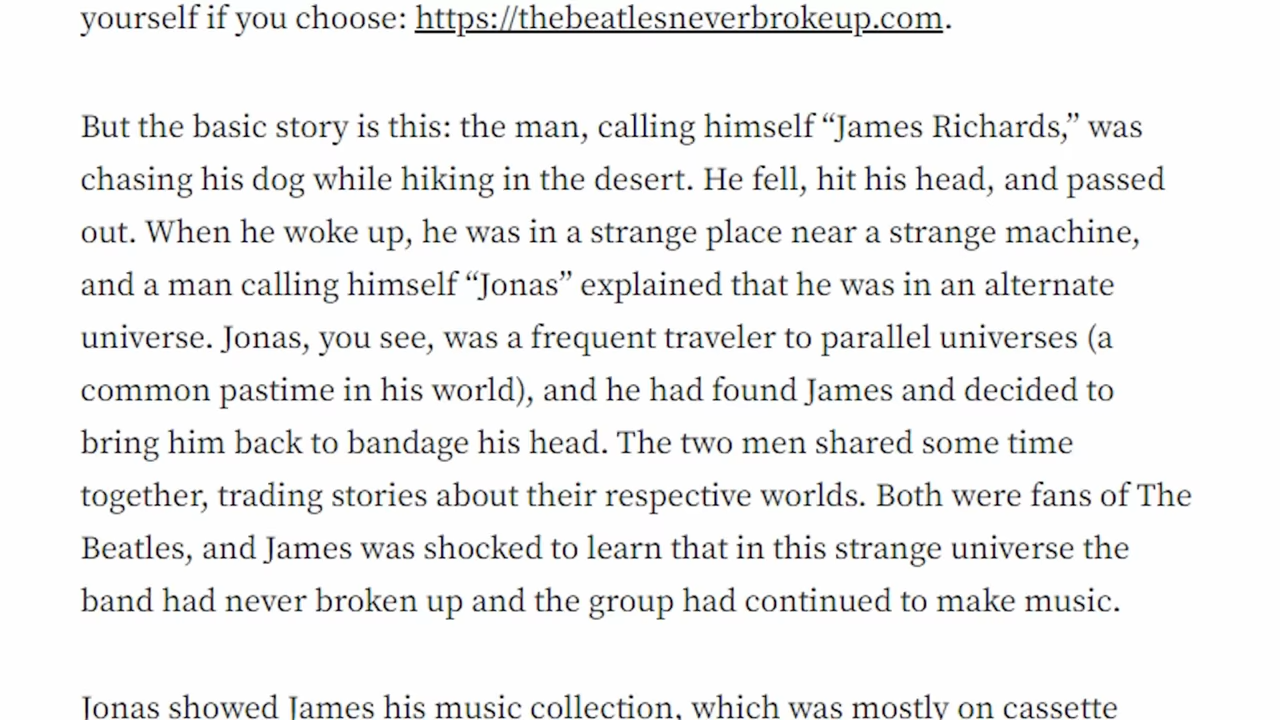 yourself if you choose: https://thebeatlesneverbrokeup.com.
But the basic story is this: the man, calling himself “James Richards,” was
chasing his dog while hiking in the desert. He fell, hit his head, and passed
out. When he woke up, he was in a strange place near a strange machine,
and a man calling himself “Jonas” explained that he was in an alternate
universe. Jonas, you see, was a frequent traveler to parallel universes (a
common pastime in his world), and he had found James and decided to
bring him back to bandage his head. The two men shared some time
together, trading stories about their respective worlds. Both were fans of The
Beatles, and James was shocked to learn that in this strange universe the
band had never broken up and the group had continued to make music.
Jonas showed James his music collection, which was mostly on cassette